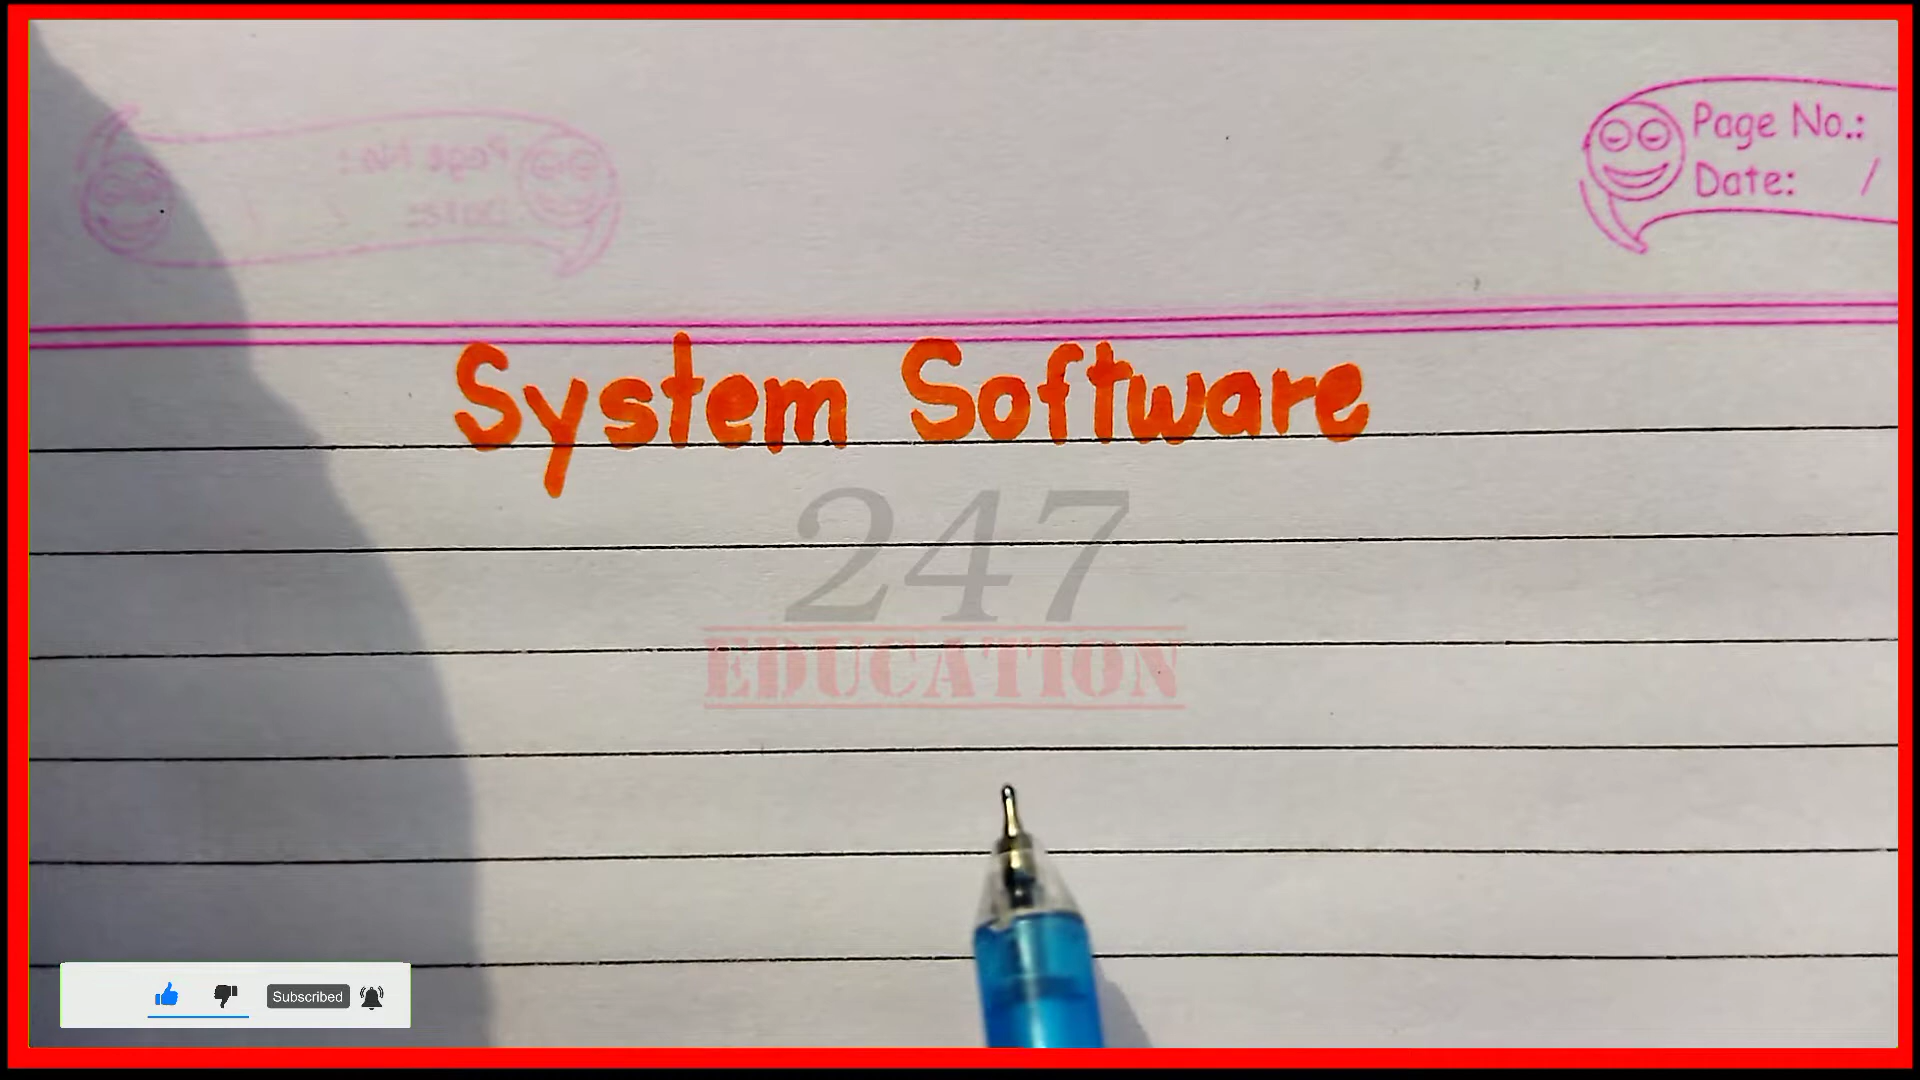 Page No.:
Date: /
System Software
247
EDUCATION
Subscribed